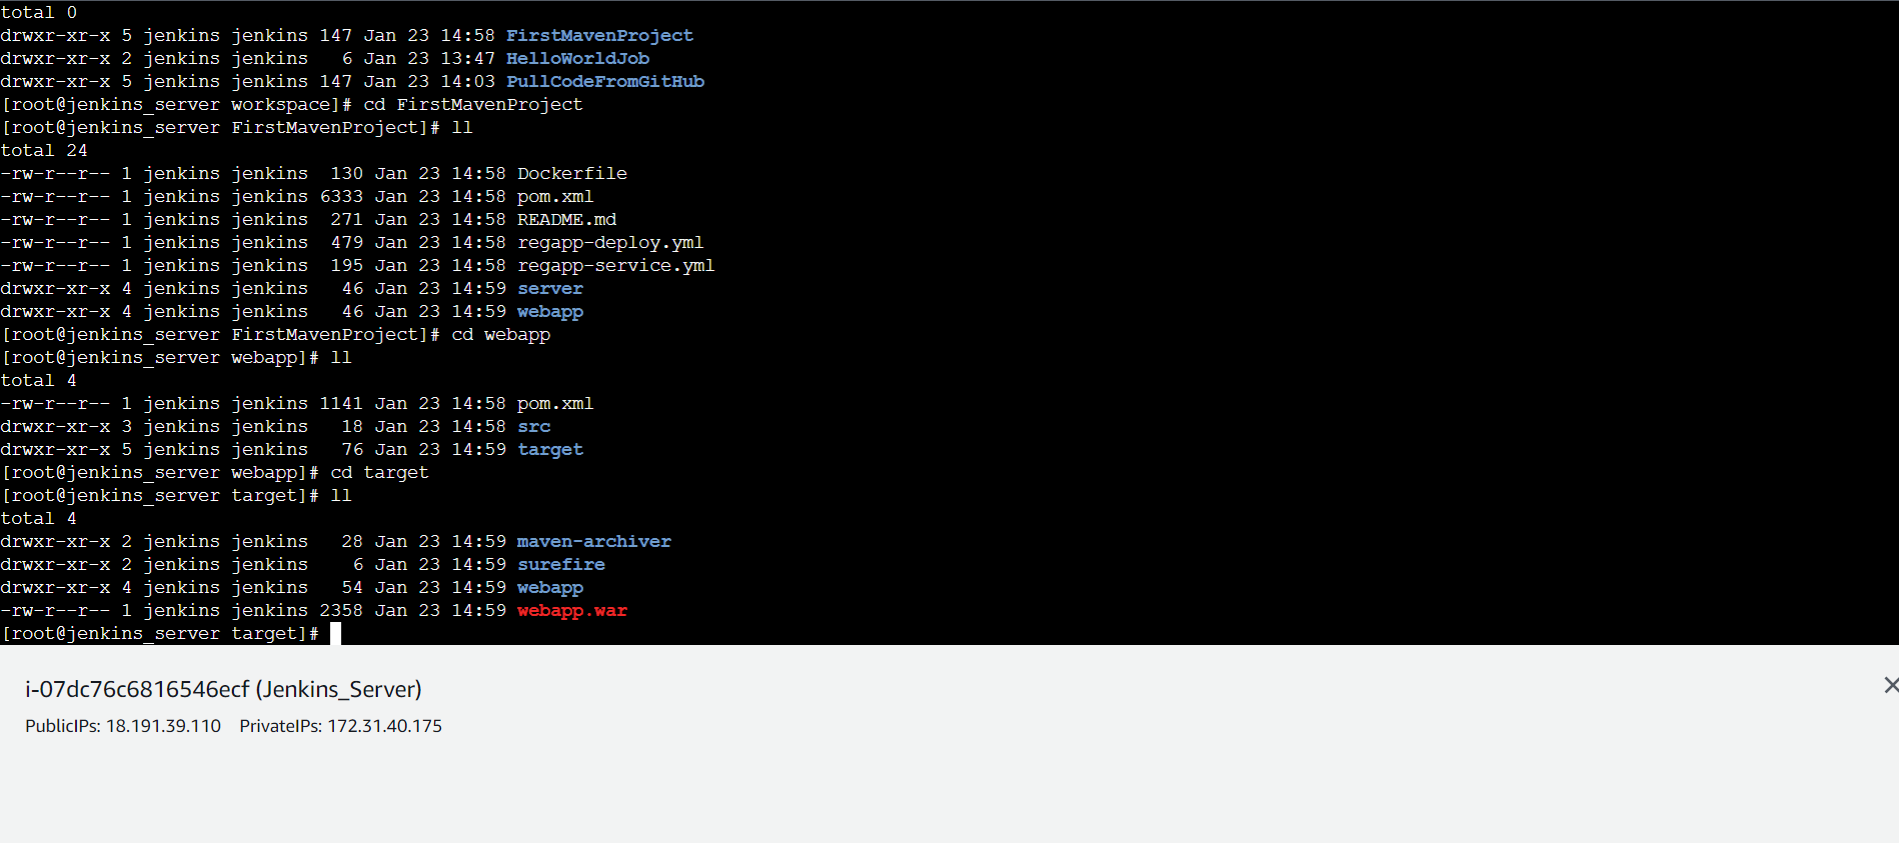 total 0
drwxr-xr-x 5 jenkins jenkins 147 Jan 23 14:58 FirstMavenProject
drwxr-xr-x 2 jenkins jenkins   6 Jan 23 13:47 HelloWorldJob
drwxr-xr-x 5 jenkins jenkins 147 Jan 23 14:03 PullCodeFromGitHub
[root@jenkins_server workspace]# cd FirstMavenProject
[root@jenkins_server FirstMavenProject]# ll
total 24
-rw-r--r-- 1 jenkins jenkins  130 Jan 23 14:58 Dockerfile
-rw-r--r-- 1 jenkins jenkins 6333 Jan 23 14:58 pom.xml
-rw-r--r-- 1 jenkins jenkins  271 Jan 23 14:58 README.md
-rw-r--r-- 1 jenkins jenkins  479 Jan 23 14:58 regapp-deploy.yml
-rw-r--r-- 1 jenkins jenkins  195 Jan 23 14:58 regapp-service.yml
drwxr-xr-x 4 jenkins jenkins   46 Jan 23 14:59 server
drwxr-xr-x 4 jenkins jenkins   46 Jan 23 14:59 webapp
[root@jenkins_server FirstMavenProject]# cd webapp
[root@jenkins_server webapp]# ll
total 4
-rw-r--r-- 1 jenkins jenkins 1141 Jan 23 14:58 pom.xml
drwxr-xr-x 3 jenkins jenkins   18 Jan 23 14:58 src
drwxr-xr-x 5 jenkins jenkins   76 Jan 23 14:59 target
[root@jenkins_server webapp]# cd target
[root@jenkins_server target]# ll
total 4
drwxr-xr-x 2 jenkins jenkins   28 Jan 23 14:59 maven-archiver
drwxr-xr-x 2 jenkins jenkins    6 Jan 23 14:59 surefire
drwxr-xr-x 4 jenkins jenkins   54 Jan 23 14:59 webapp
-rw-r--r-- 1 jenkins jenkins 2358 Jan 23 14:59 webapp.war
[root@jenkins_server target]#
i-07dc76c6816546ecf (Jenkins_Server)
PublicIPs: 18.191.39.110 PrivateIPs: 172.31.40.175